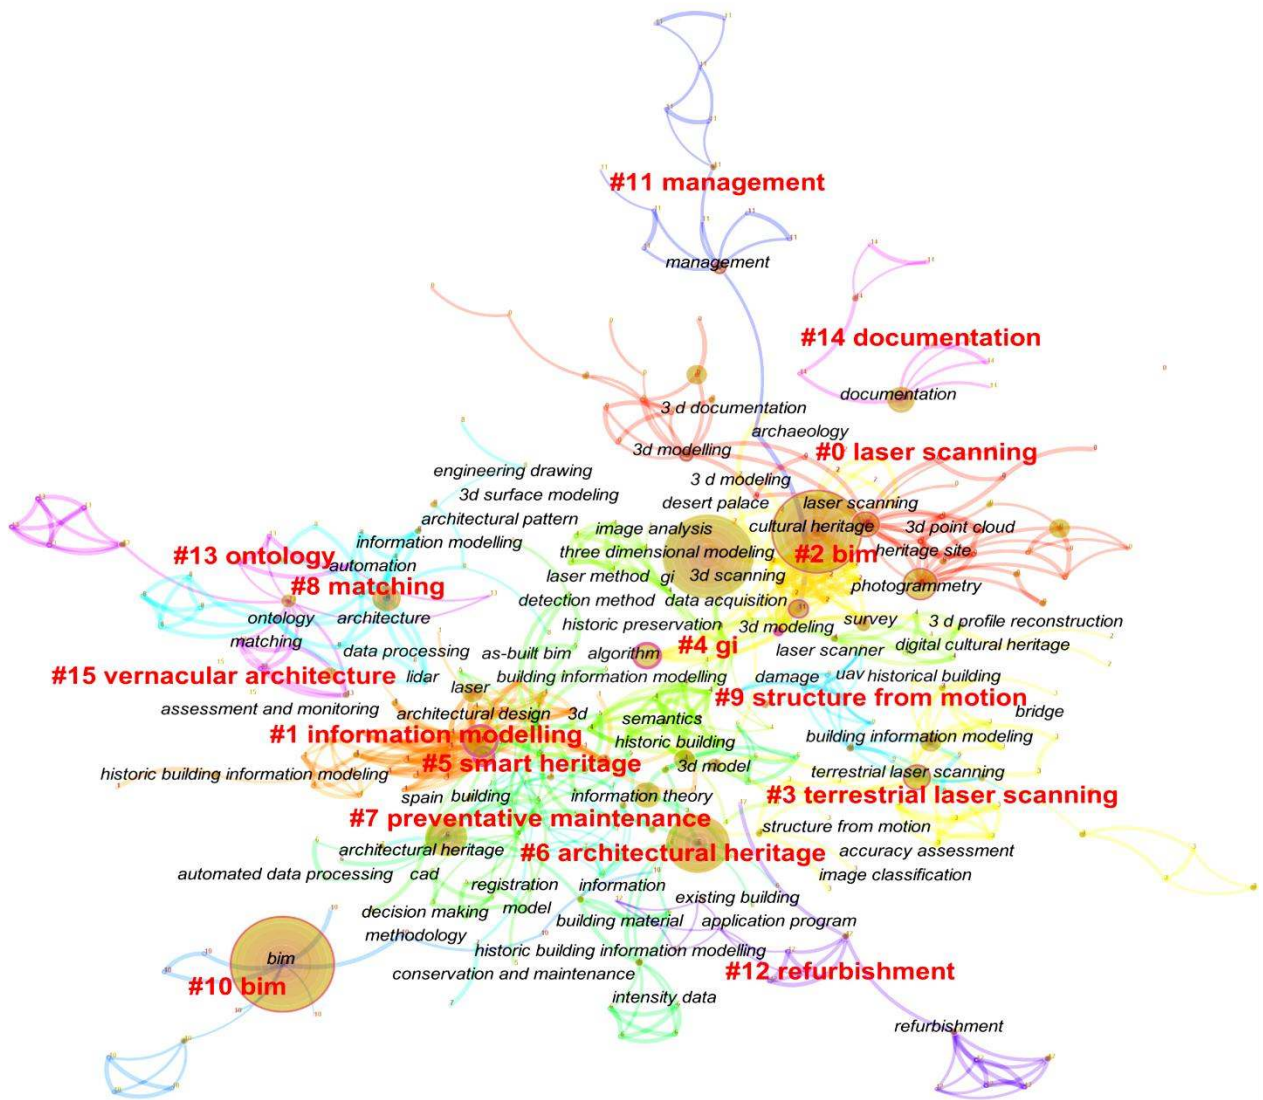 #11 management
management
#14 documentation
documentation
3 d documentation
archaeology
3d modelling
#0 laser scanning
engineering drawing
3 d modeling
3d surface modeling
desert palace
laser scanning
architectural pattern
image analysis
cultural heritage
3d point cloud
information modelling
#13 ontology
three dimensional modeling
#2 bim
heritage site
automation
laser method
gi
3d scanning
#8 matching
photogrammetry
detection method
data acquisition
ontology
architecture
historic preservation
3d modeling
survey
3 d profile reconstruction
matching
#4 gi
data processing
as-built bim
algorithm
laser scanner
digital cultural heritage
#15 vernacular architecture
lidar
building information modelling
damage
uav
historical building
laser
#9 structure from motion
assessment and monitoring
architectural design
3d
semantics
bridge
#1 information modelling
historic building
building information modeling
#5 smart heritage
3d model
historic building information modeling
terrestrial laser scanning
spain
building
information theory
#3 terrestrial laser scanning
#7 preventative maintenance
structure from motion
architectural heritage
#6 architectural heritage
accuracy assessment
automated data processing
cad
image classification
registration
information
existing building
decision making
model
building material
application program
methodology
historic building information modelling
bim
conservation and maintenance
#12 refurbishment
#10 bim
intensity data
refurbishment